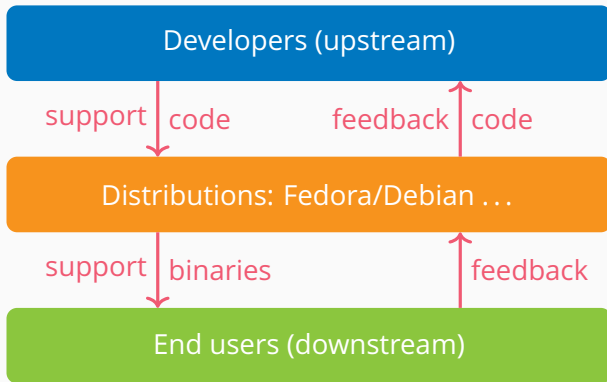 Developers (upstream)
support code feedback code
Distributions: Fedora/Debian ...
support binaries feedback
End users (downstream)